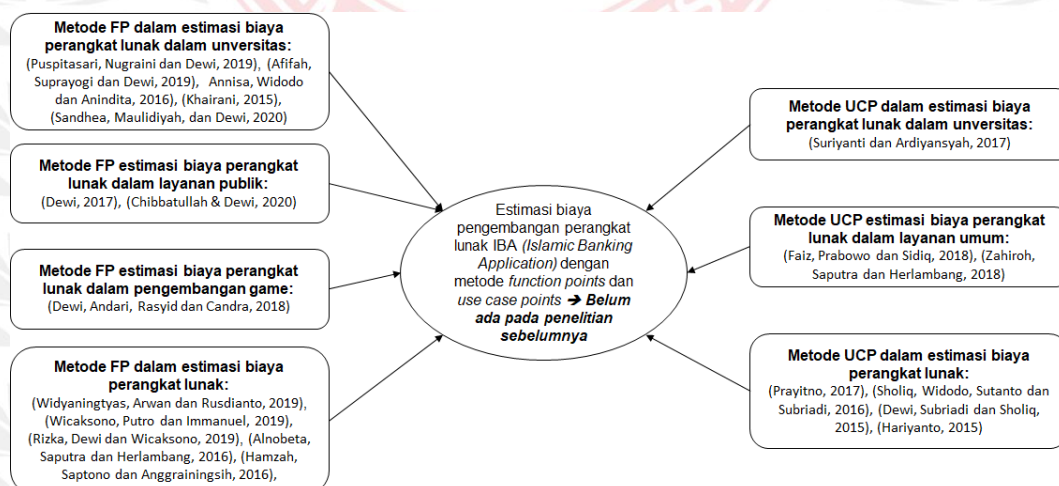 Metode FP dalam estimasi biaya
perangkat lunak dalam unversitas:
(Puspitasari, Nugraini dan Dewi, 2019), (Afifah,
Suprayogi dan Dewi, 2019), Annisa, Widodo
dan Anindita, 2016), (Khairani, 2015),
(Sandhea, Maulidiyah, dan Dewi, 2020)
Metode FP estimasi biaya perangkat
lunak dalam layanan publik:
(Dewi, 2017), (Chibbatullah & Dewi, 2020)
Metode FP estimasi biaya perangkat
lunak dalam pengembangan game:
(Dewi, Andari, Rasyid dan Candra, 2018)
Metode FP dalam estimasi biaya
perangkat lunak:
(Widyaningtyas, Arwan dan Rusdianto, 2019),
(Wicaksono, Putro dan Immanuel, 2019),
(Rizka, Dewi dan Wicaksono, 2019), (Alnobeta,
Saputra dan Herlambang, 2016), (Hamzah,
Saptono dan Anggrainingsih, 2016),
Estimasi biaya
pengembangan perangkat
lunak IBA (Islamic Banking
Application) dengan
metode function points dan
use case points ➔ Belum
ada pada penelitian
sebelumnya
Metode UCP dalam estimasi biaya
perangkat lunak dalam unversitas:
(Suriyanti dan Ardiyansyah, 2017)
Metode UCP estimasi biaya perangkat
lunak dalam layanan umum:
(Faiz, Prabowo dan Sidiq, 2018), (Zahiroh,
Saputra dan Herlambang, 2018)
Metode UCP dalam estimasi biaya
perangkat lunak:
(Prayitno, 2017), (Sholiq, Widodo, Sutanto dan
Subriadi, 2016), (Dewi, Subriadi dan Sholiq,
2015), (Hariyanto, 2015)